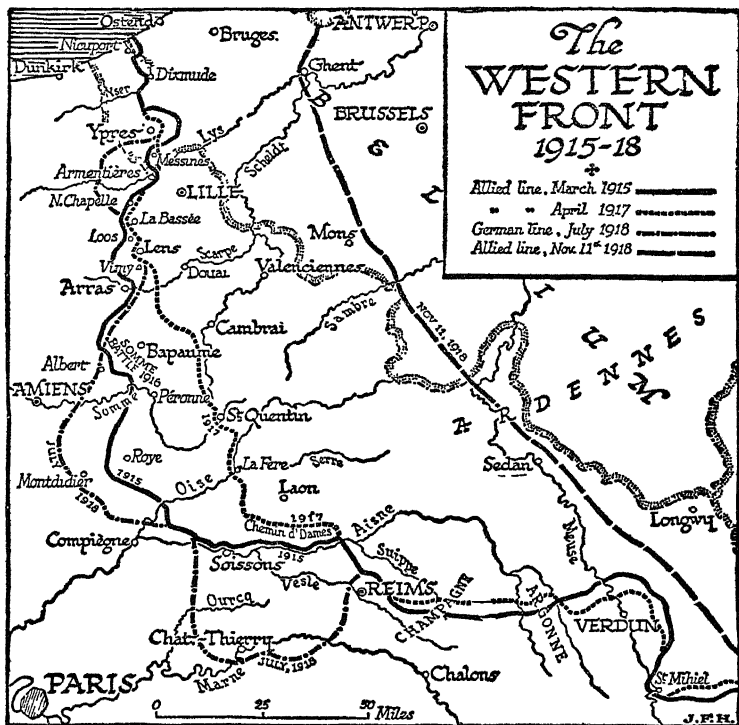 The
WESTERN
FRONT
1915-18
Allied line, March 1915
" " April 1917
German line, July 1918
Allied line, Nov. 11th 1918
Ostend
Nieuport
Bruges.
ANTWERP
Dunkirk
Dixmude
Ghent
Yser
BRUSSELS
Ypres
Lys
Scheldt
Messines
Armentières
LILLE
N. Chapelle
La Bassée
Loos
Lens
Mons
Scarpe
Vimy
Douai
Valenciennes
Arras
Sambre
Nov. 11, 1918
BELGIUM
Cambrai
SOMME
BATTLE 1916
Bapaume
Albert
ARDENNES
AMIENS
Somme
Péronne
1917
St Quentin
July
1918
Roye
1915
La Fere
Serre
Sedan
Montdidier
Oise
Laon
Longwy
1917
Chemin d'Dames
Aisne
Meuse
Compiègne
1915
Soissons
Suippe
Vesle
REIMS
CHAMPAGNE
ARGONNE
Ourcq
VERDUN
Chat.-Thierry
July, 1918
Marne
Chalons
St Mihiel
PARIS
0 25 50
Miles
J.F.H.